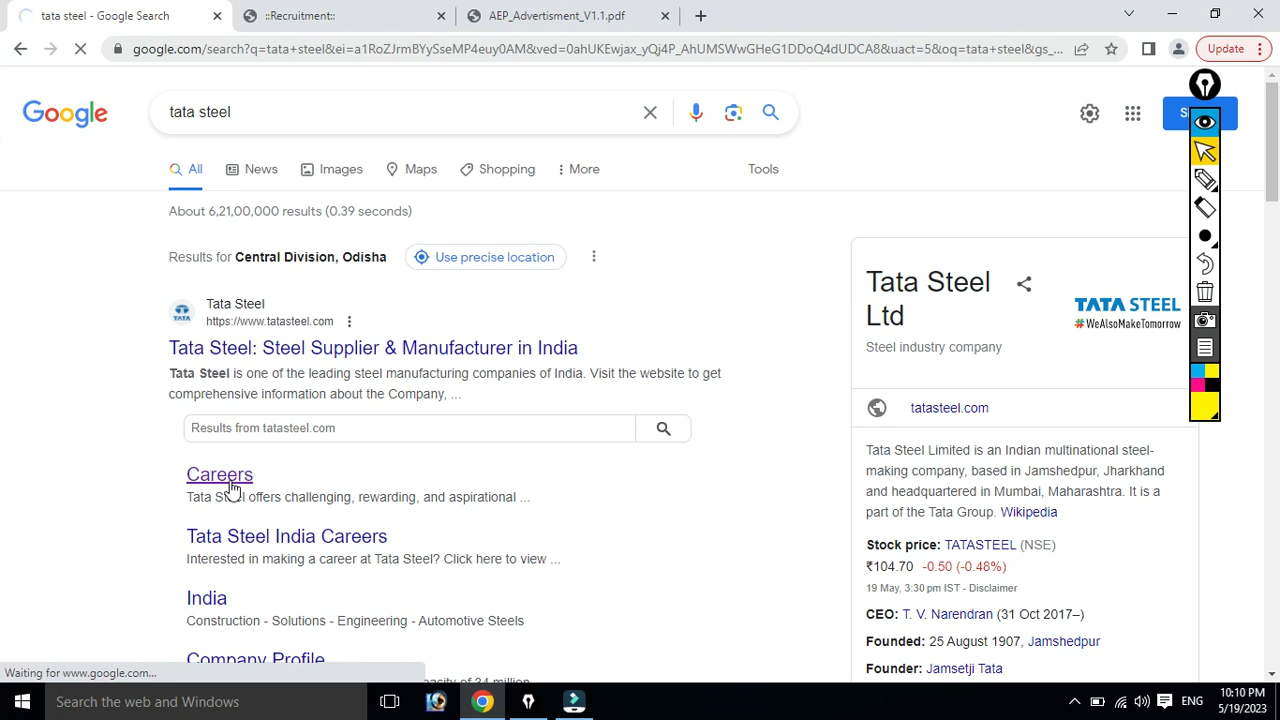 tata steel - Google Search
::Recruitment::
AEP_Advertisment_V1.1.pdf
google.com/search?q=tata+steel&ei=a1RoZJrmBYySseMP4euy0AM&ved=0ahUKEwjax_yQj4P_AhUMSWwGHeG1DDoQ4dUDCA8&uact=5&oq=tata+steel&gs_...
Update
Google
tata steel
S
All
News
Images
Maps
Shopping
More
Tools
About 6,21,00,000 results (0.39 seconds)
Results for Central Division, Odisha
Use precise location
TATA
Tata Steel
https://www.tatasteel.com
Tata Steel: Steel Supplier & Manufacturer in India
Tata Steel is one of the leading steel manufacturing companies of India. Visit the website to get
comprehensive information about the Company, ...
Results from tatasteel.com
Careers
Tata Steel offers challenging, rewarding, and aspirational ...
Tata Steel India Careers
Interested in making a career at Tata Steel? Click here to view ...
India
Construction - Solutions - Engineering - Automotive Steels
Company Profile
capacity of 34 million
Tata Steel
Ltd
Steel industry company
TATA STEEL
#WeAlsoMakeTomorrow
tatasteel.com
Tata Steel Limited is an Indian multinational steel-
making company, based in Jamshedpur, Jharkhand
and headquartered in Mumbai, Maharashtra. It is a
part of the Tata Group. Wikipedia
Stock price: TATASTEEL (NSE)
₹104.70 -0.50 (-0.48%)
19 May, 3:30 pm IST - Disclaimer
CEO: T. V. Narendran (31 Oct 2017–)
Founded: 25 August 1907, Jamshedpur
Founder: Jamsetji Tata
Waiting for www.google.com...
Search the web and Windows
ENG
10:10 PM
5/19/2023